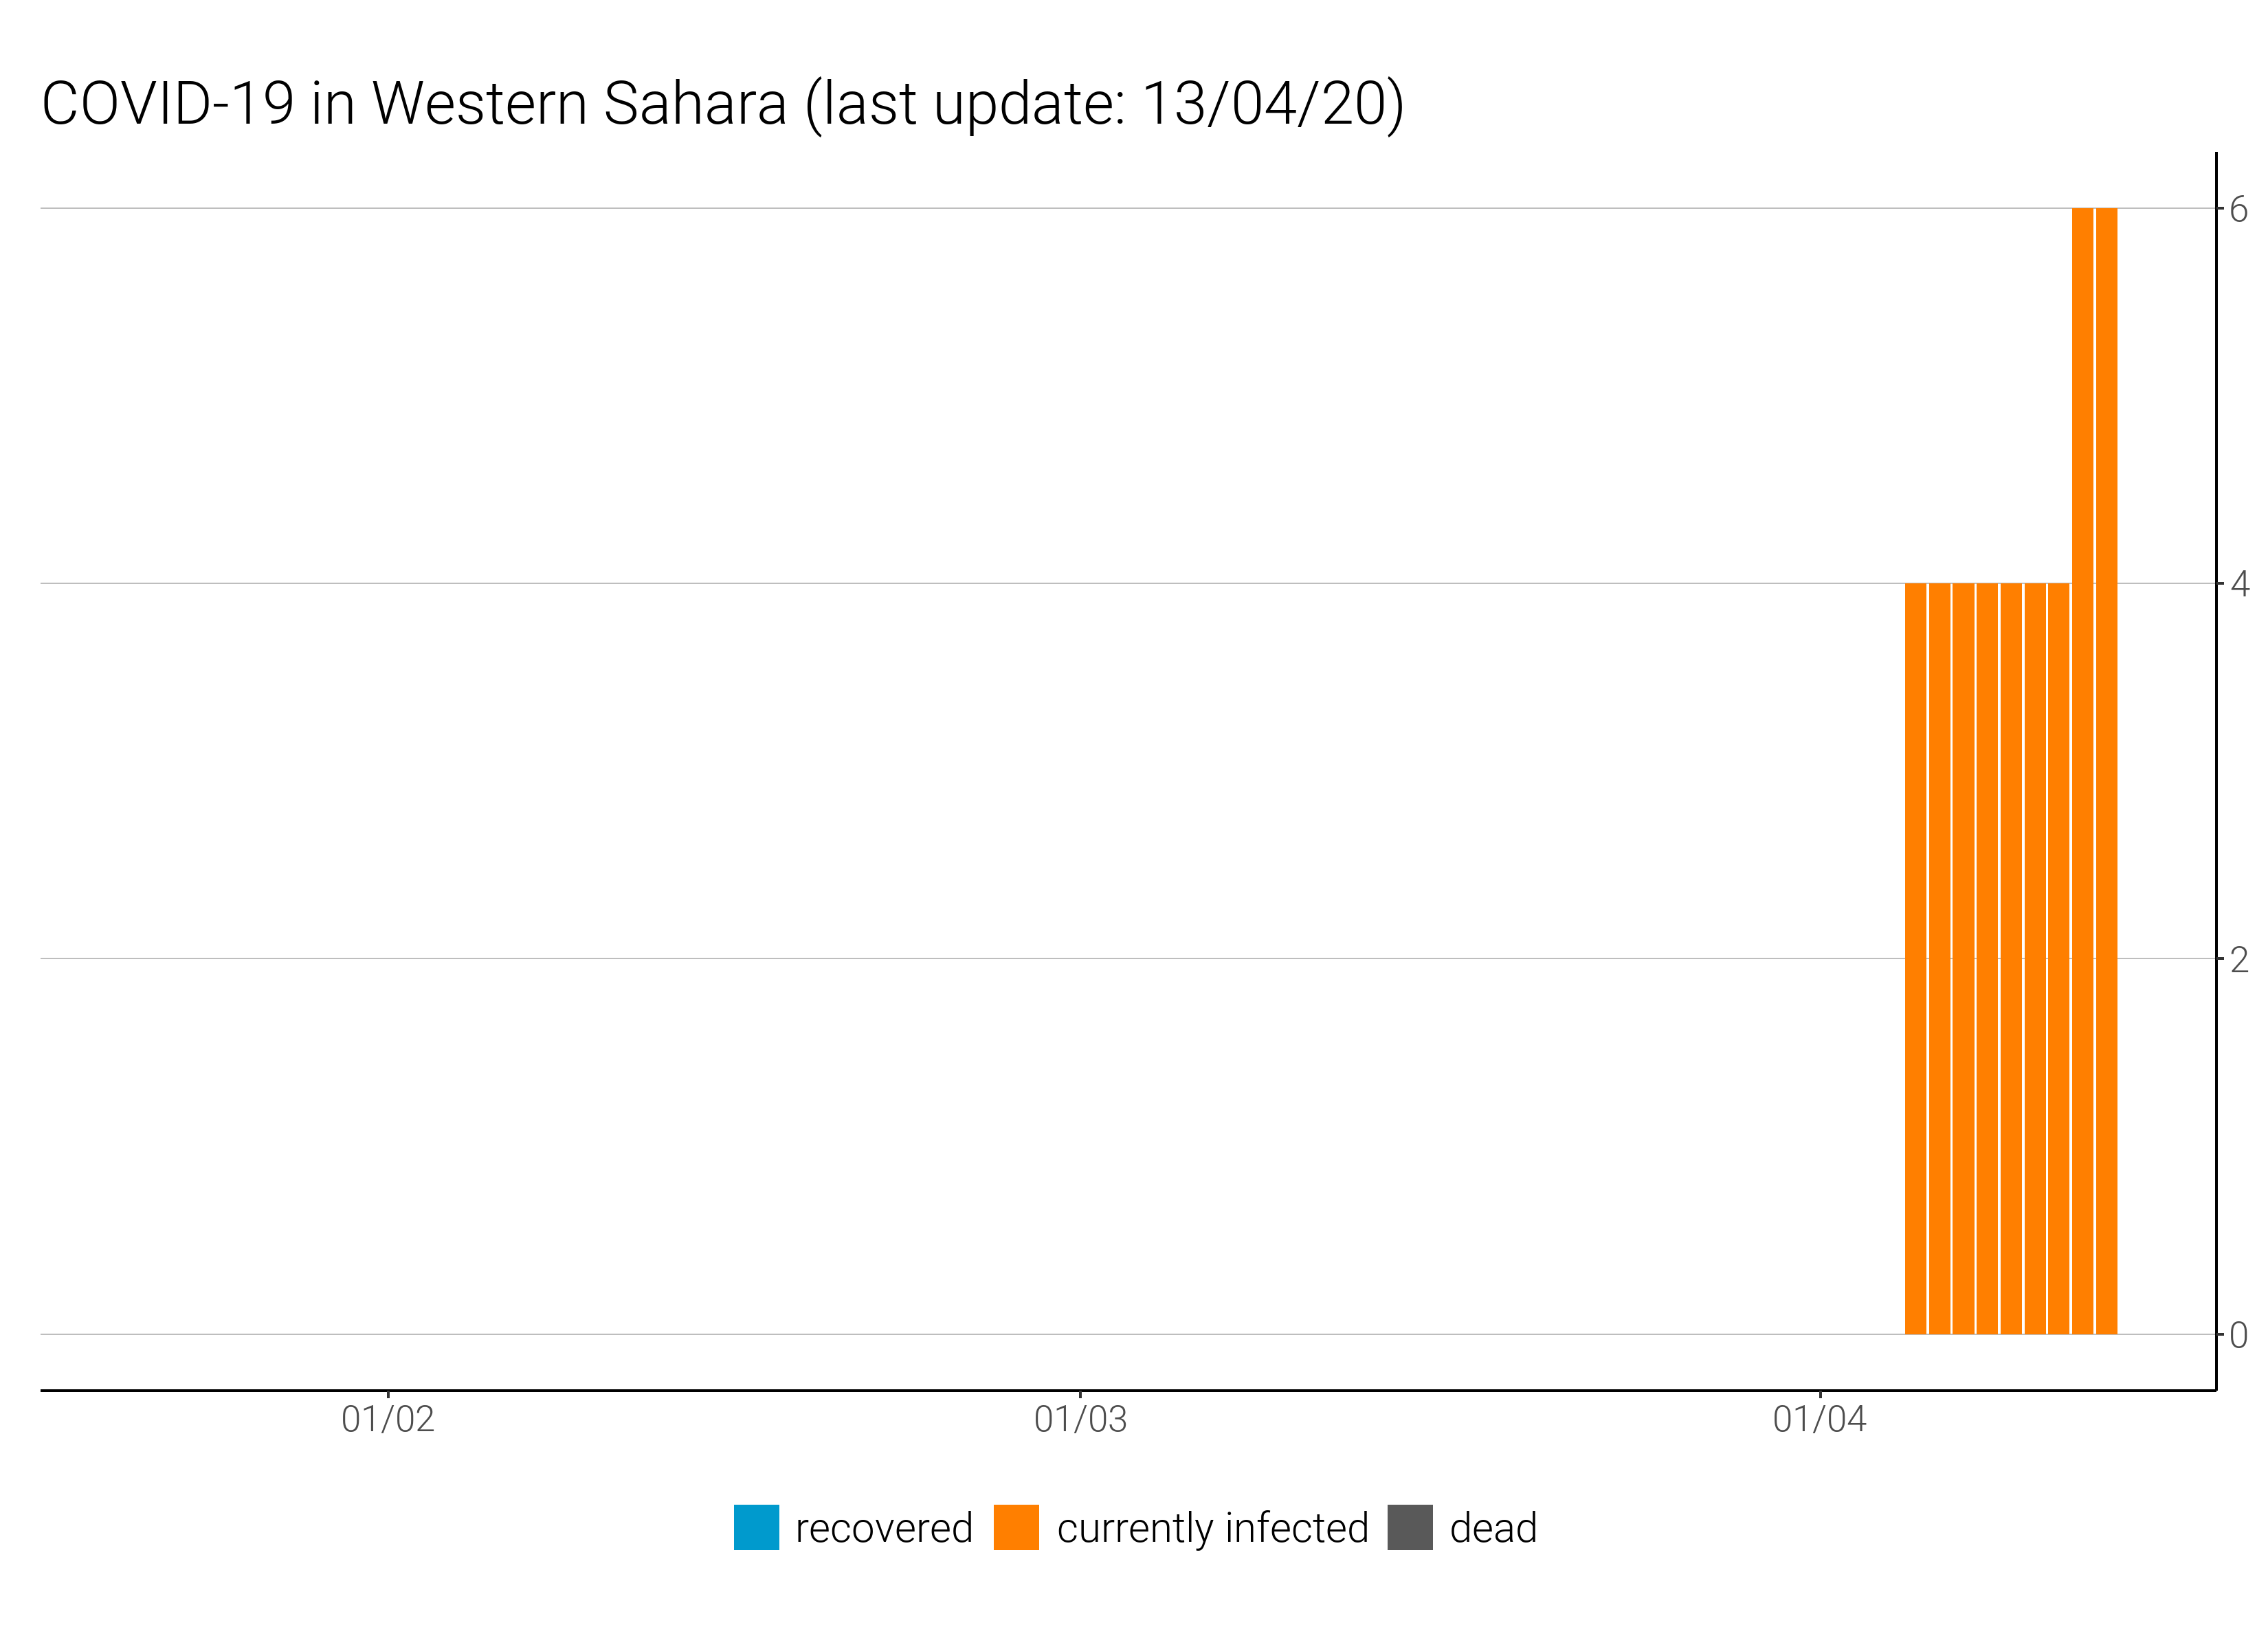 COVID-19 in Western Sahara (last update: 13/04/20)
6
4
2
0
01/02 01/03 01/04
recovered currently infected dead